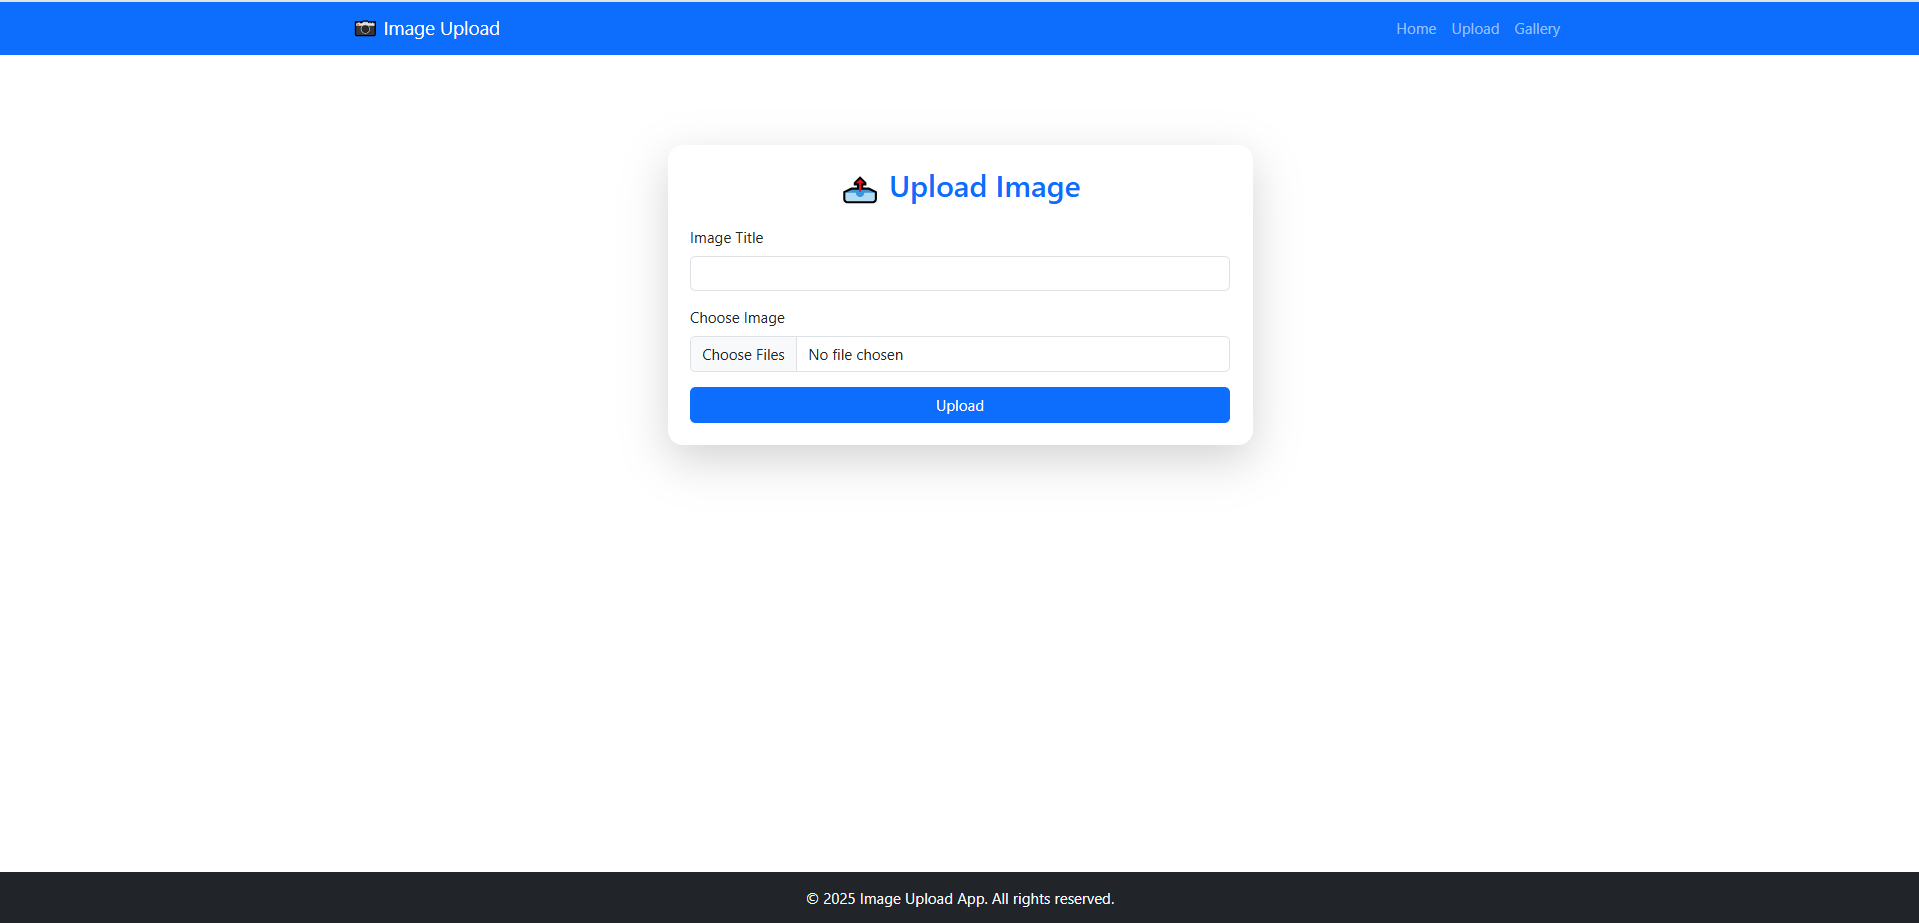 Image Upload
Home Upload Gallery
Upload Image
Image Title
Choose Image
Choose Files No file chosen
Upload
© 2025 Image Upload App. All rights reserved.